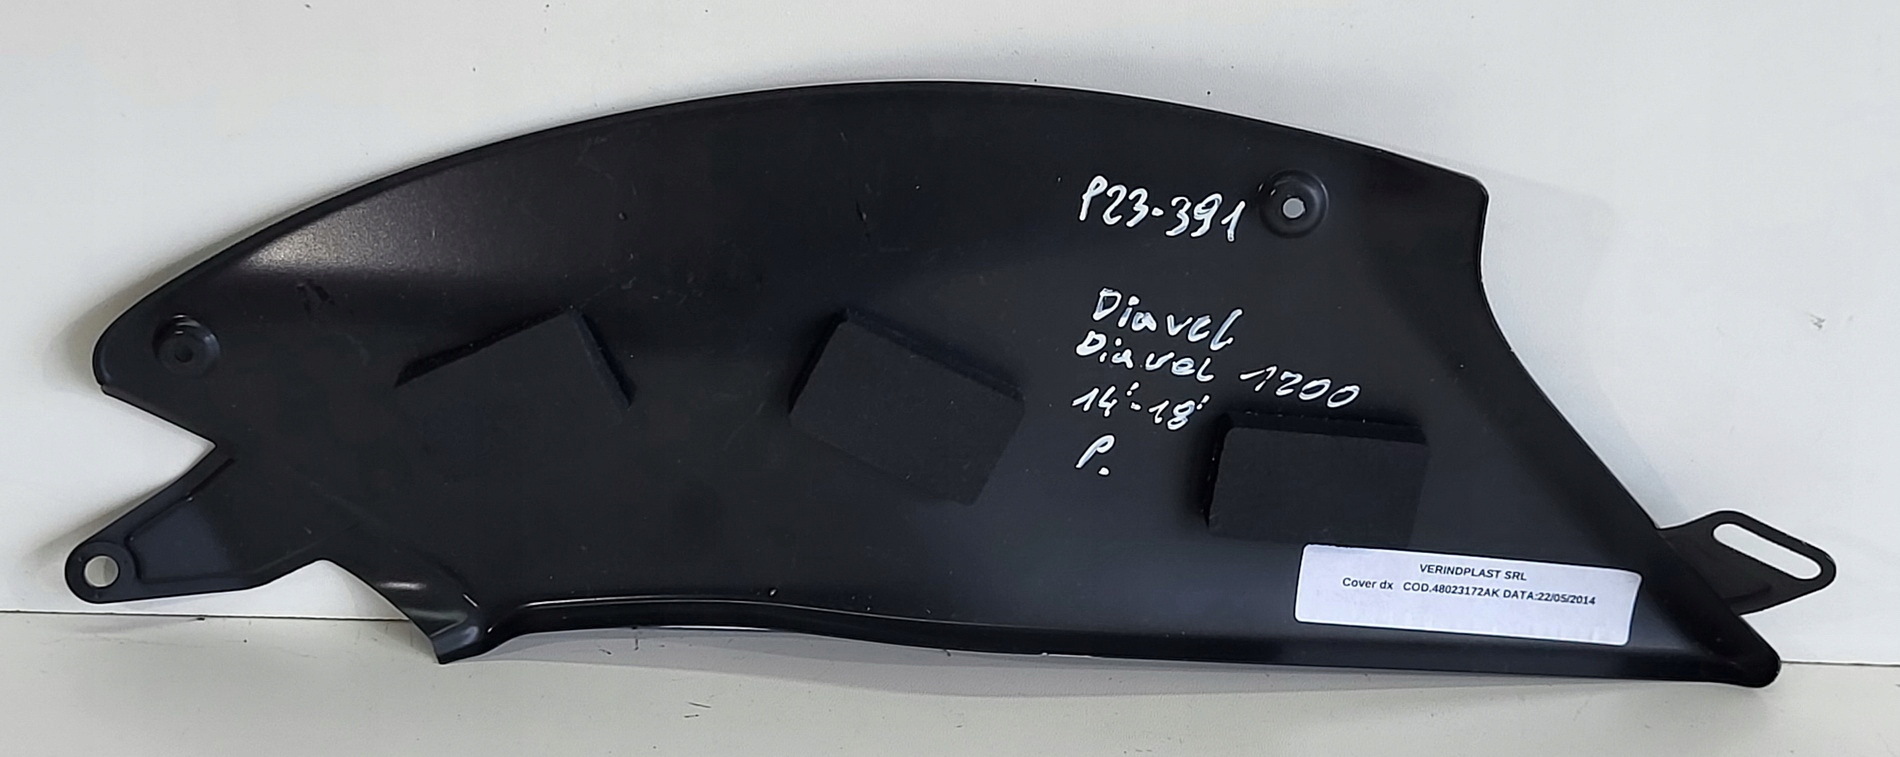 P23-391
Diavel
Diavel 1200
14'-18'
P.
VERINDPLAST SRL
Cover dx COD.48023172AK DATA:22/05/2014